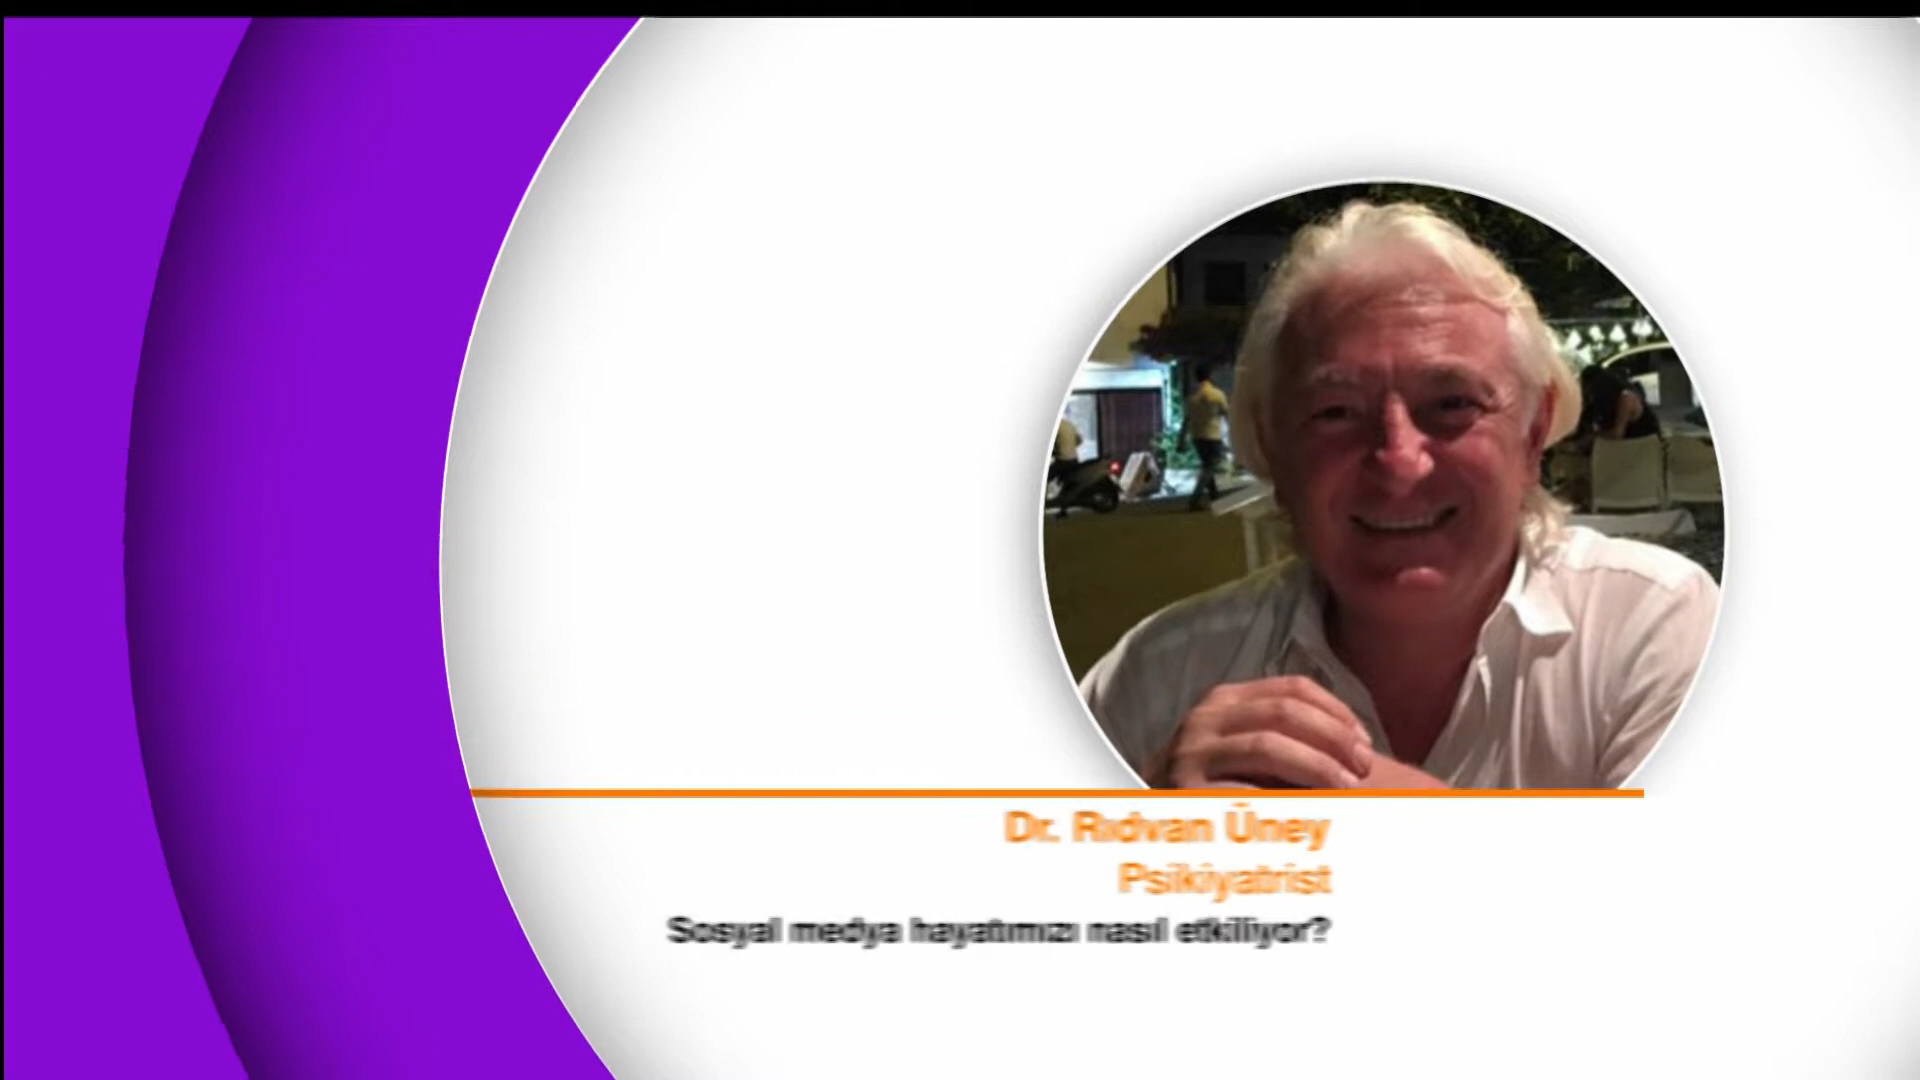 Dr. Rıdvan Üney
Psikiyatrist
Sosyal medya hayatımızı nasıl etkiliyor?